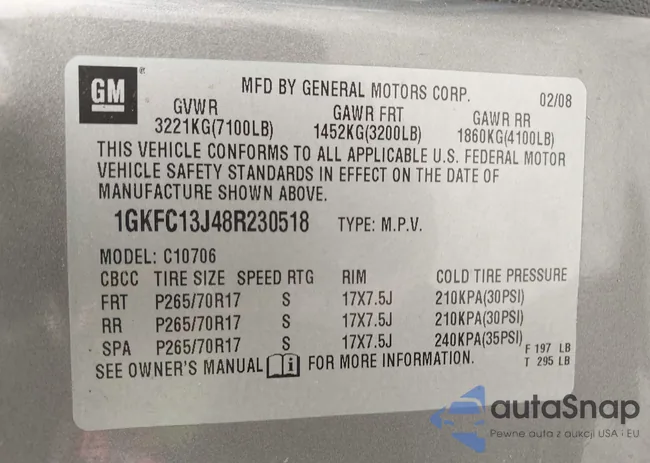 GM
MFD BY GENERAL MOTORS CORP. 02/08
GVWR GAWR FRT GAWR RR
3221KG(7100LB) 1452KG(3200LB) 1860KG(4100LB)
THIS VEHICLE CONFORMS TO ALL APPLICABLE U.S. FEDERAL MOTOR
VEHICLE SAFETY STANDARDS IN EFFECT ON THE DATE OF
MANUFACTURE SHOWN ABOVE.
1GKFC13J48R230518 TYPE: M.P.V.
MODEL: C10706
CBCC TIRE SIZE SPEED RTG RIM COLD TIRE PRESSURE
FRT P265/70R17 S 17X7.5J 210KPA(30PSI)
RR P265/70R17 S 17X7.5J 210KPA(30PSI)
SPA P265/70R17 S 17X7.5J 240KPA(35PSI)
F 197 LB
SEE OWNER'S MANUAL i FOR MORE INFORMATION. T 295 LB
autaSnap
Pewne auta z aukcji USA i EU